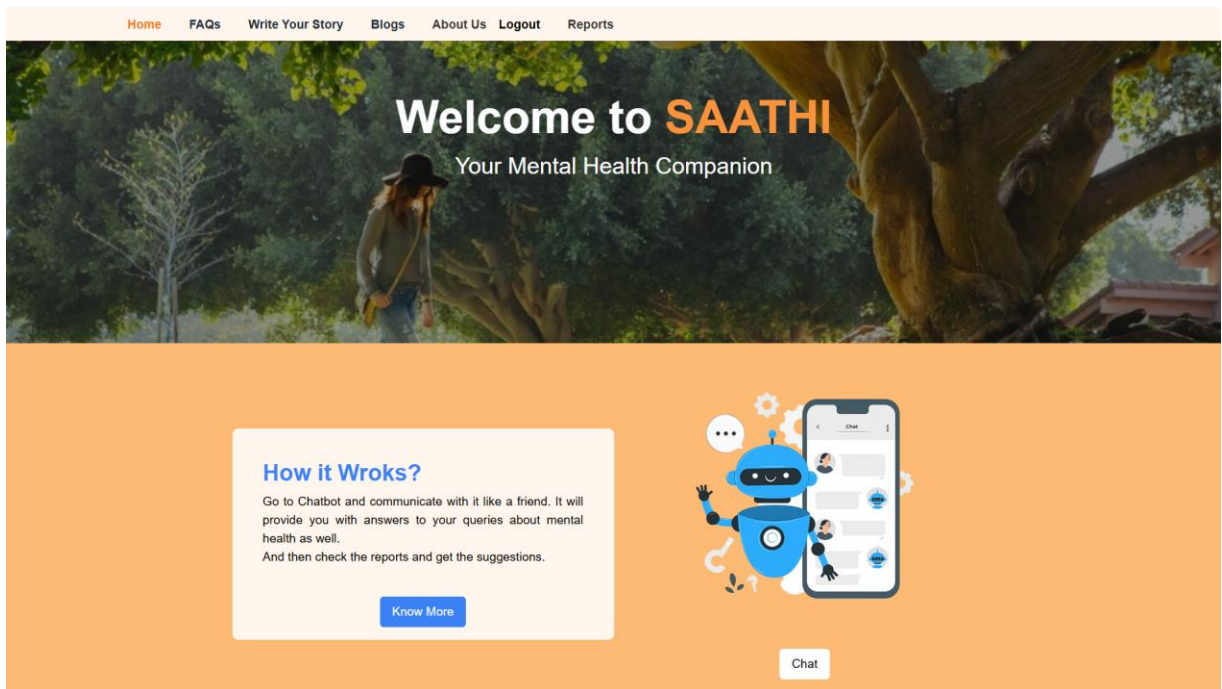 Home FAQs Write Your Story Blogs About Us Logout Reports
Welcome to SAATHI
Your Mental Health Companion
How it Wroks?
Go to Chatbot and communicate with it like a friend. It will
provide you with answers to your queries about mental
health as well.
And then check the reports and get the suggestions.
Know More
Chat
Chat